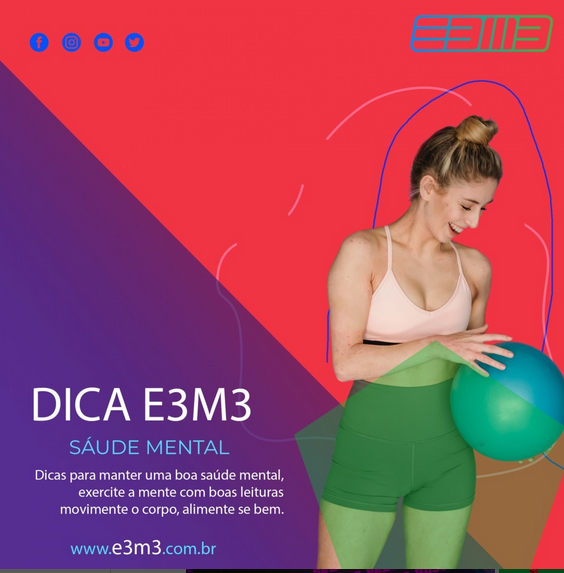 E3M3
DICA E3M3
SÁUDE MENTAL
Dicas para manter uma boa saúde mental,
exercite a mente com boas leituras
movimente o corpo, alimente se bem.
www.e3m3.com.br